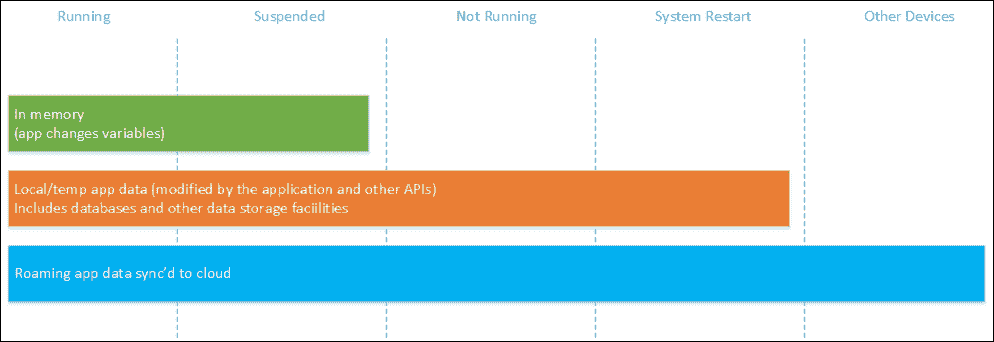 Running
Suspended
Not Running
System Restart
Other Devices
In memory
(app changes variables)
Local/temp app data (modified by the application and other APIs)
Includes databases and other data storage faciilities
Roaming app data sync’d to cloud